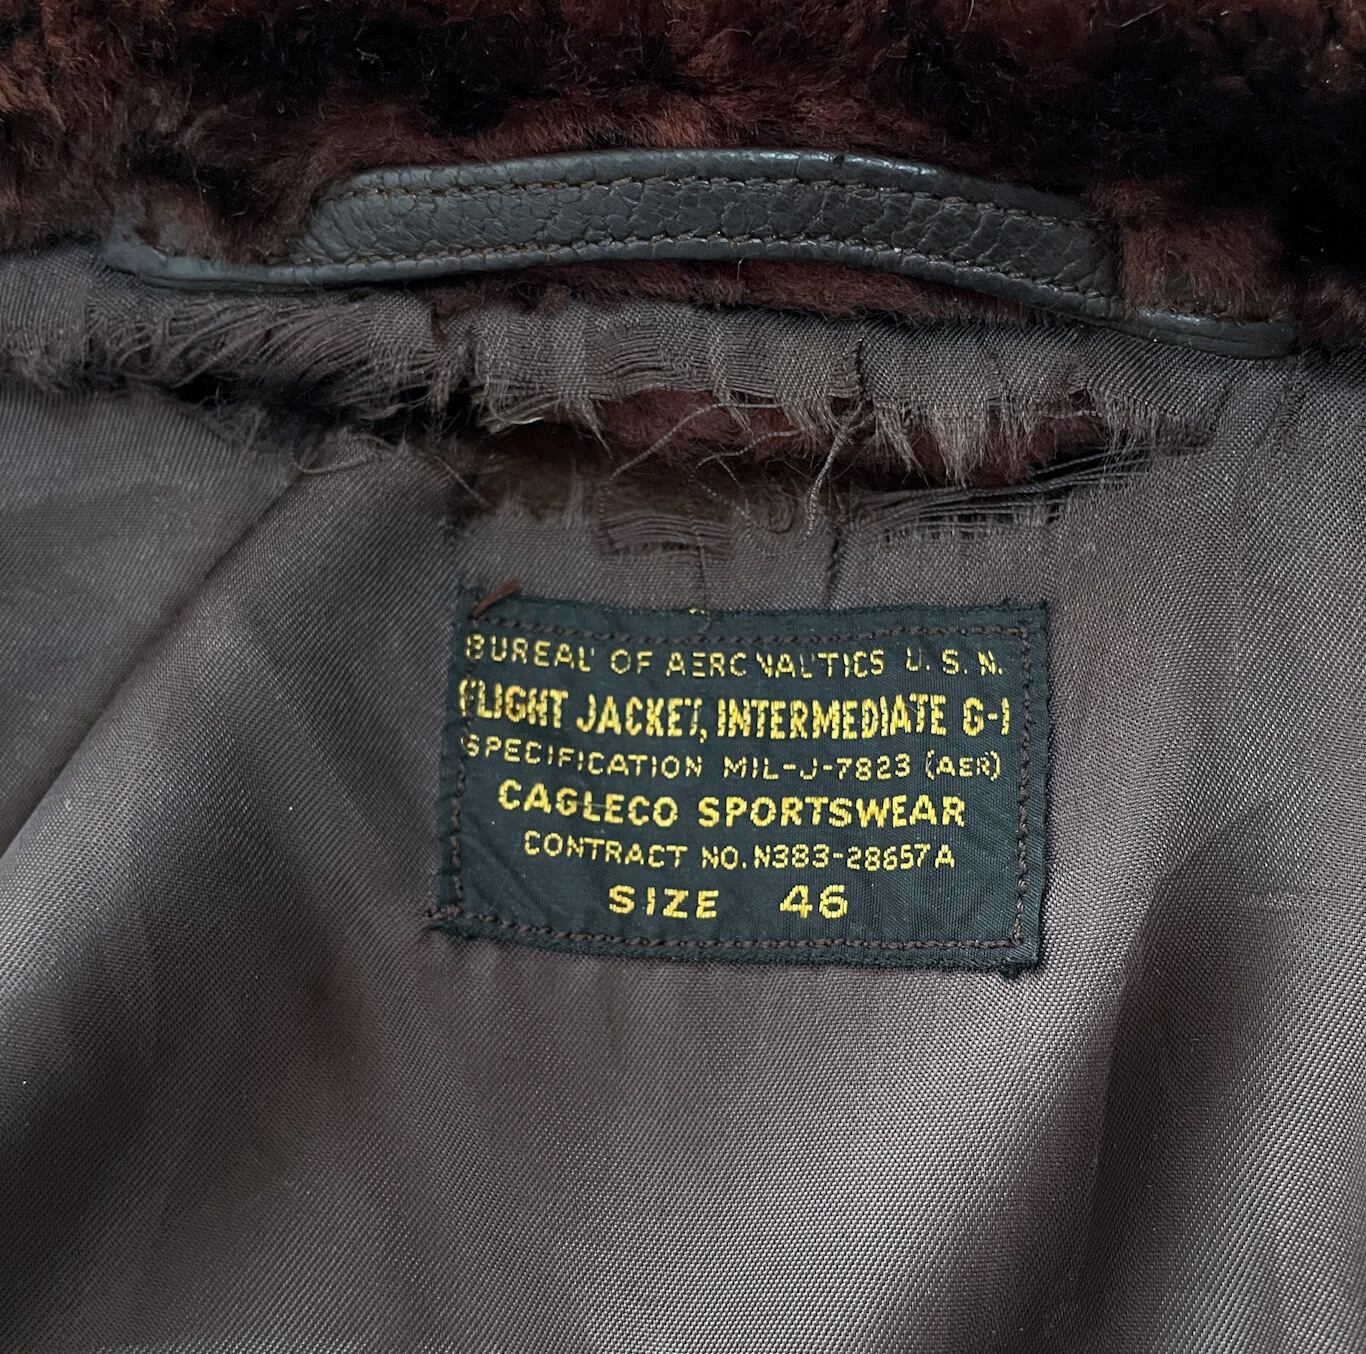 BUREAU OF AERONAUTICS U. S. N.
FLIGHT JACKET, INTERMEDIATE G-1
SPECIFICATION MIL-J-7823 (AER)
CAGLECO SPORTSWEAR
CONTRACT NO. N383-28657A
SIZE 46